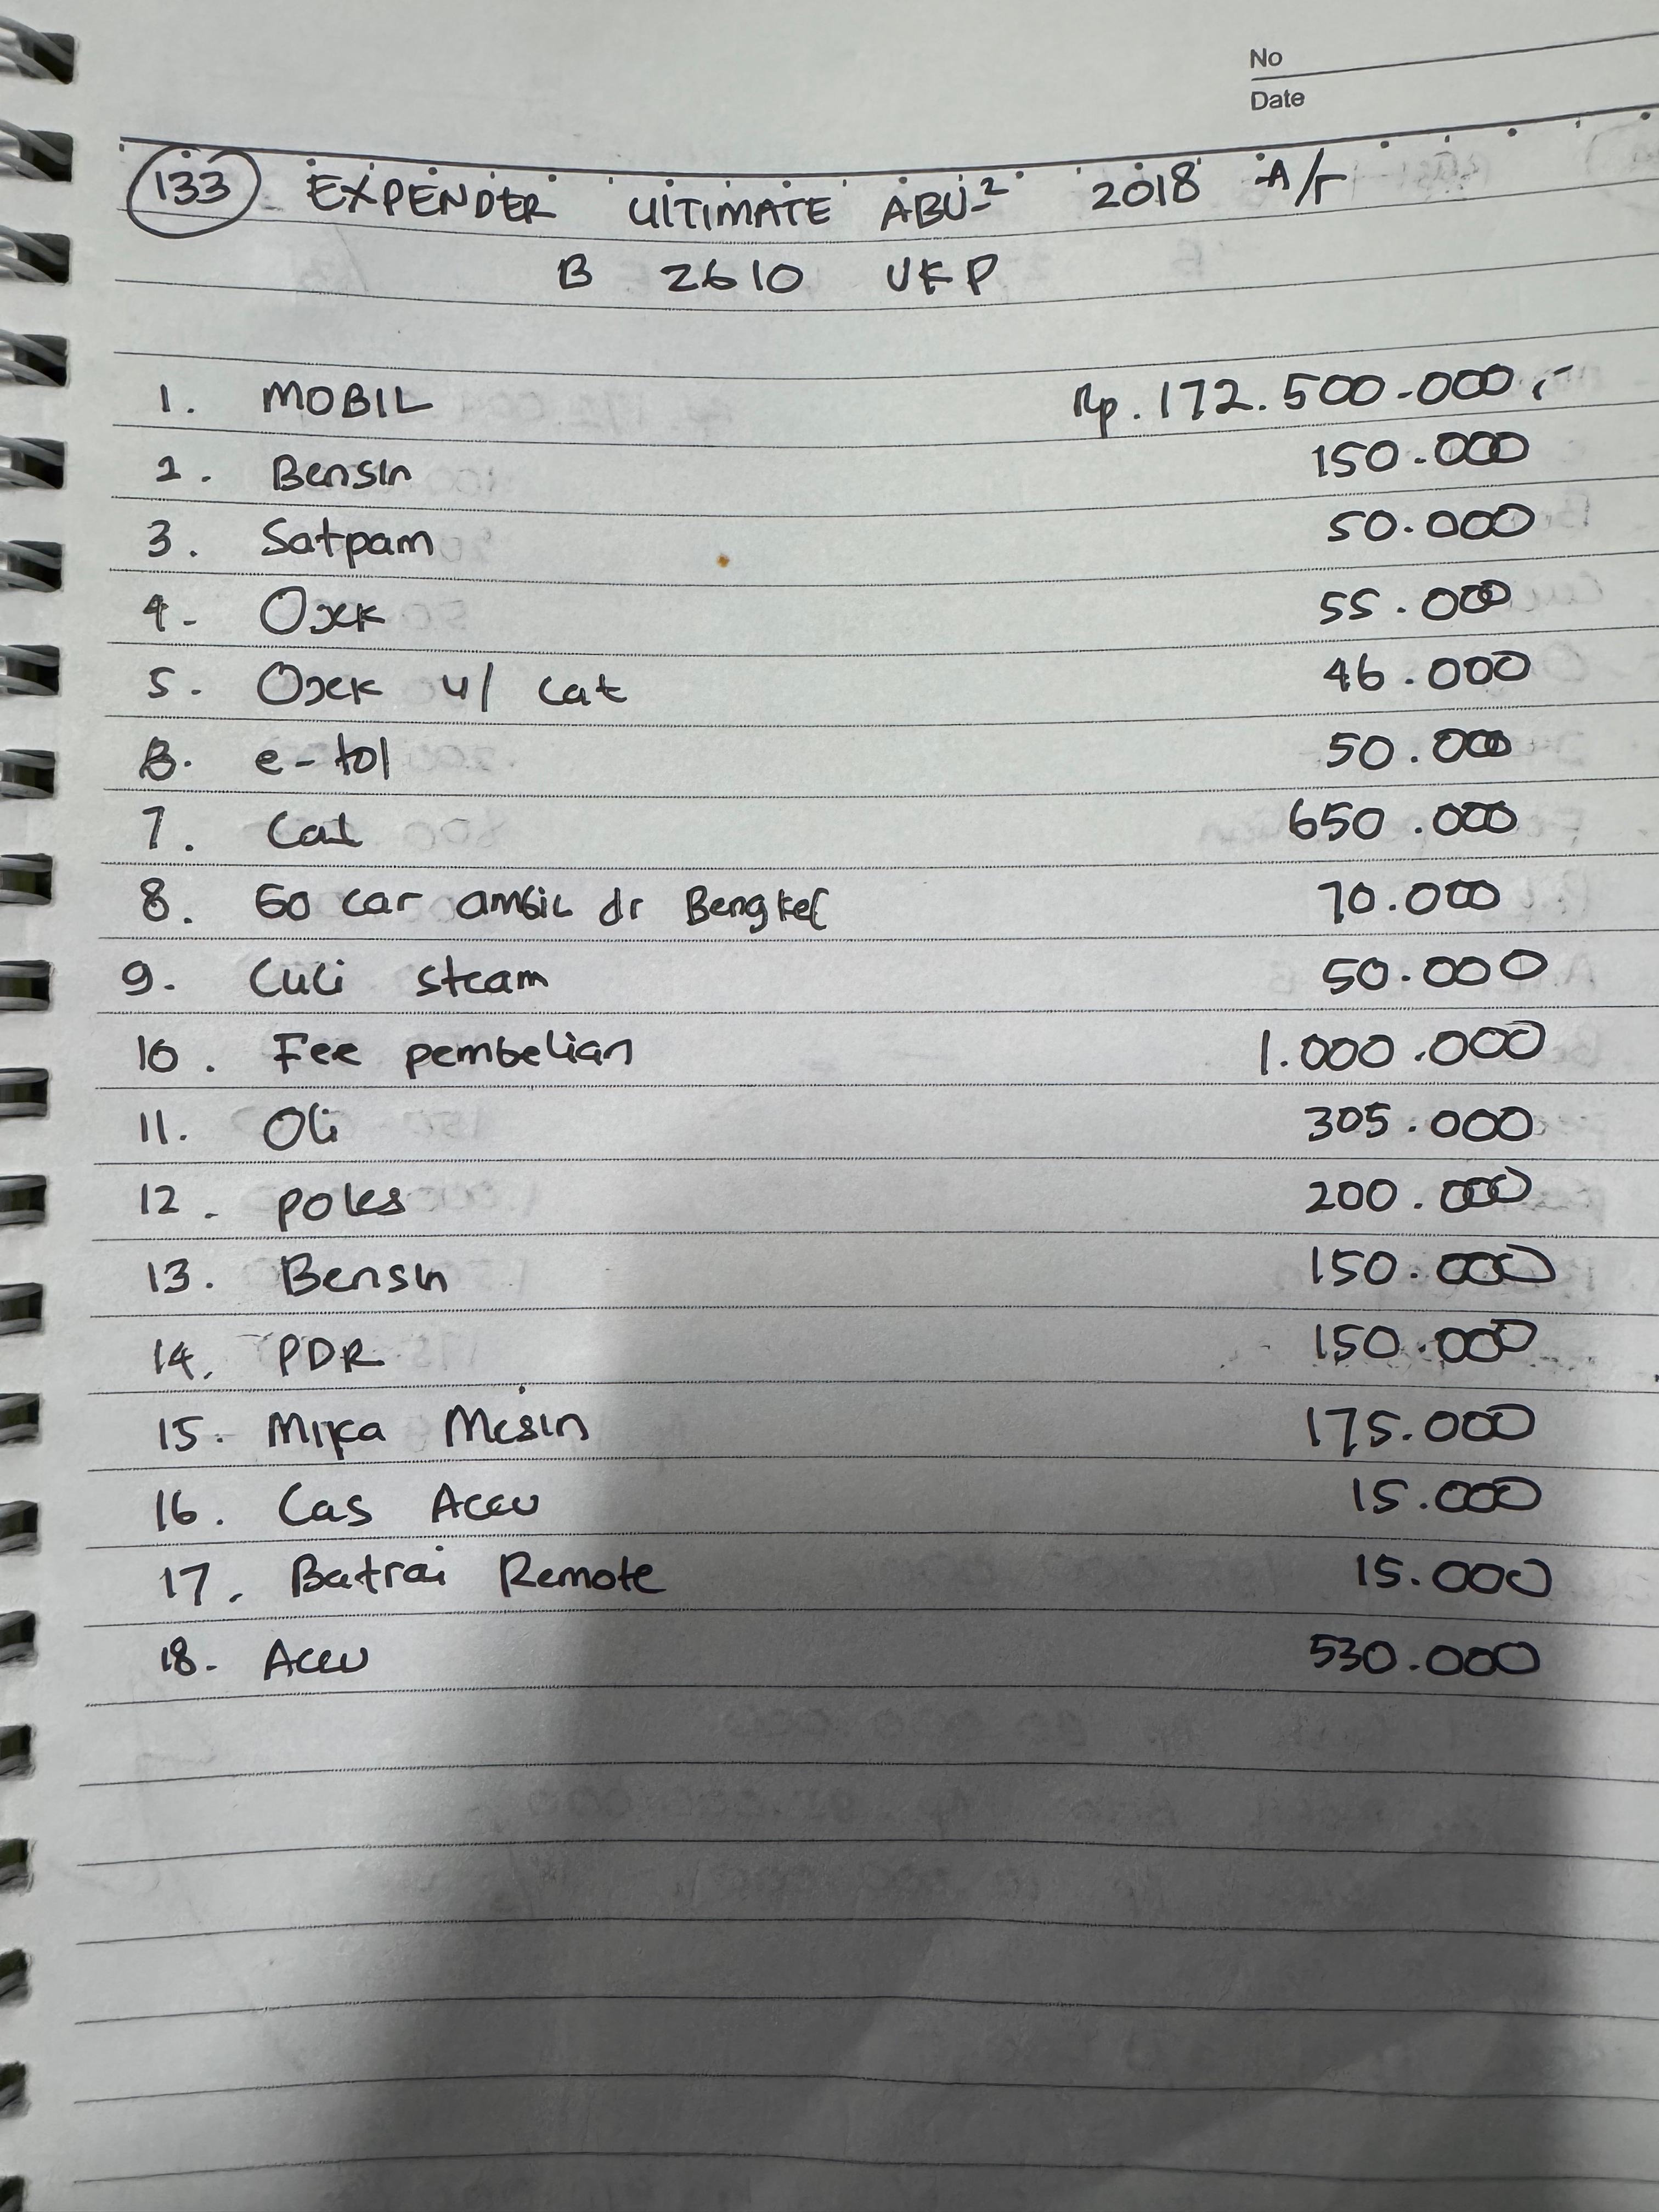 No
Date
133 EXPENDER ULTIMATE ABU-² 2018 A/T
B 2610 UKP
1. MOBIL Rp. 172.500.000,-
2. Bensin 150.000
3. Satpam 50.000
4. Ojek 55.000
5. Ojek u/ cat 46.000
6. e-tol 50.000
7. Cat 650.000
8. Go car ambil dr Bengkel 70.000
9. Cuci steam 50.000
10. Fee pembelian 1.000.000
11. Oli 305.000
12. poles 200.000
13. Bensin 150.000
14. PDR 150.000
15. Mika Mesin 175.000
16. Cas Accu 15.000
17. Batrai Remote 15.000
18. Accu 530.000